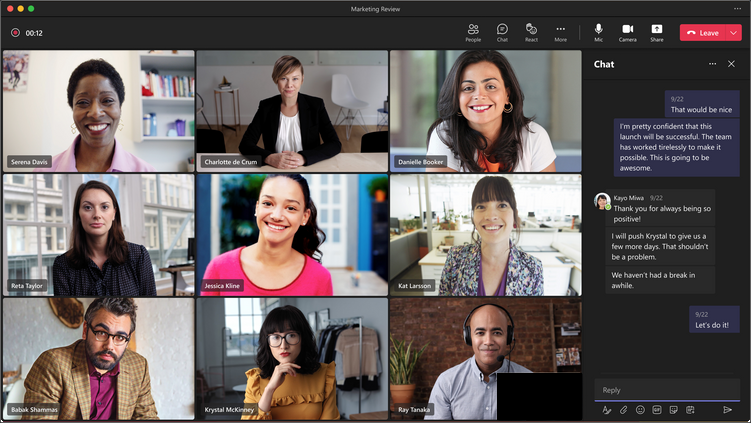 Marketing Review
00:12
People
Chat
React
More
Mic
Camera
Share
Leave
Serena Davis
Charlotte de Crum
Danielle Booker
Reta Taylor
Jessica Kline
Kat Larsson
Babak Shammas
Krystal McKinney
Ray Tanaka
Chat
9/22
That would be nice
I'm pretty confident that this
launch will be successful. The team
has worked tirelessly to make it
possible. This is going to be
awesome.
Kayo Miwa 9/22
Thank you for always being so
positive!
I will push Krystal to give us a
few more days. That shouldn't
be a problem.
We haven't had a break in
awhile.
9/22
Let's do it!
Reply